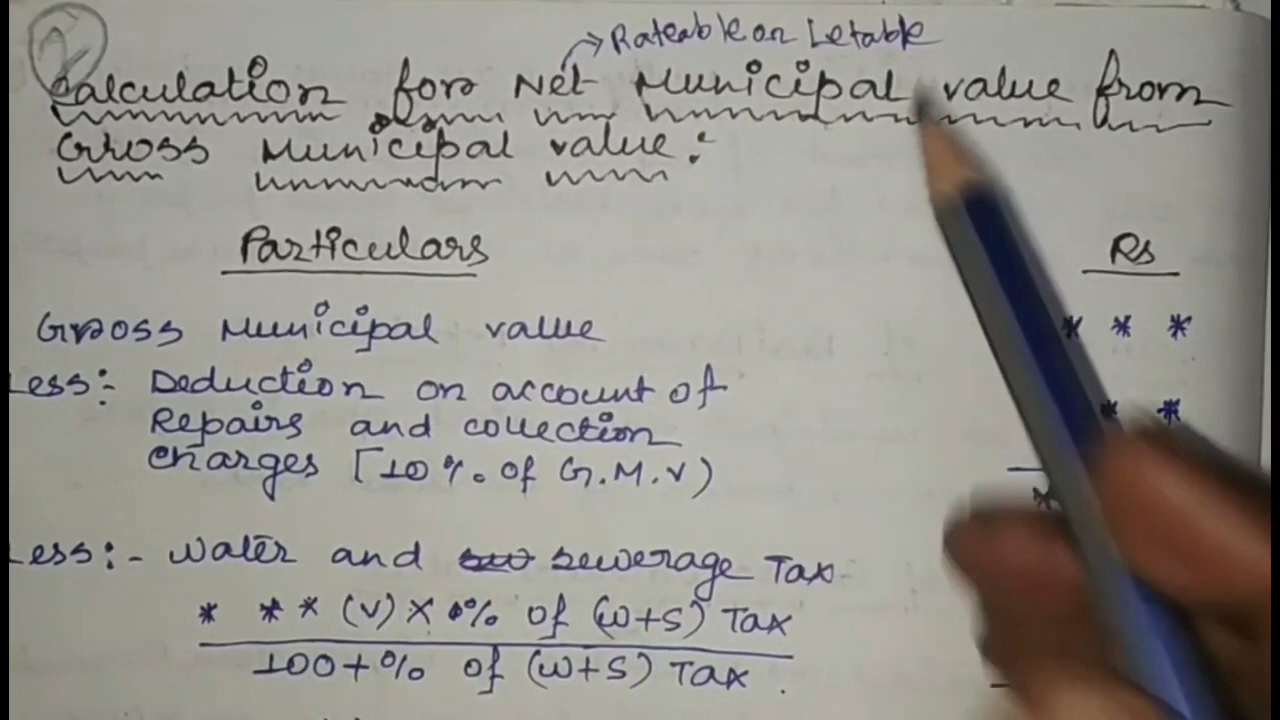 2
→ Rateable or Letable
Calculation for Net Municipal value from
Gross Municipal value:
Particulars Rs
Gross Municipal value * * *
Less:- Deduction on account of
Repairs and collection * *
charges [10% of G.M.V) *
Less:- Water and sewerage Tax
* * * (V) X % of (W+S) Tax
100+% of (W+S) Tax.